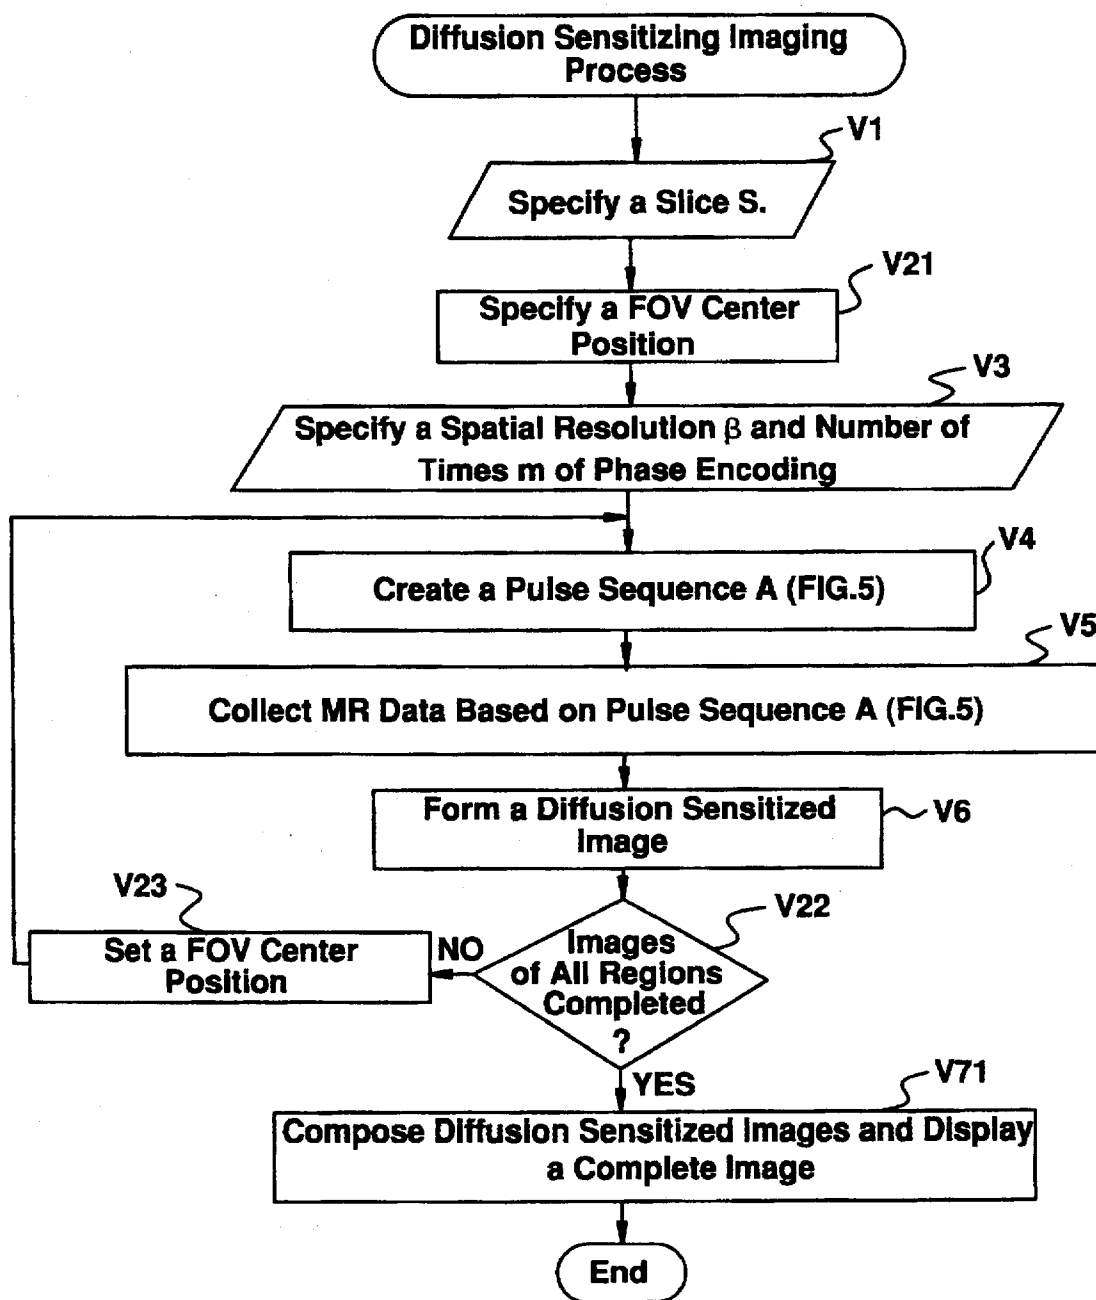 Diffusion Sensitizing Imaging
Process
V1
Specify a Slice S.
V21
Specify a FOV Center
Position
V3
Specify a Spatial Resolution β and Number of
Times m of Phase Encoding
V4
Create a Pulse Sequence A (FIG.5)
V5
Collect MR Data Based on Pulse Sequence A (FIG.5)
Form a Diffusion Sensitized
Image
V6
V23
V22
Set a FOV Center
Position
NO
Images
of All Regions
Completed
?
YES
V71
Compose Diffusion Sensitized Images and Display
a Complete Image
End